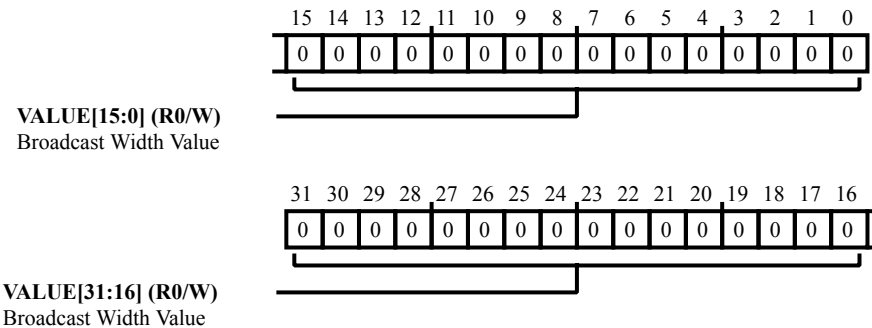 15 14 13 12 11 10 9 8 7 6 5 4 3 2 1 0
0 0 0 0 0 0 0 0 0 0 0 0 0 0 0 0
VALUE[15:0] (R0/W)
Broadcast Width Value
31 30 29 28 27 26 25 24 23 22 21 20 19 18 17 16
0 0 0 0 0 0 0 0 0 0 0 0 0 0 0 0
VALUE[31:16] (R0/W)
Broadcast Width Value